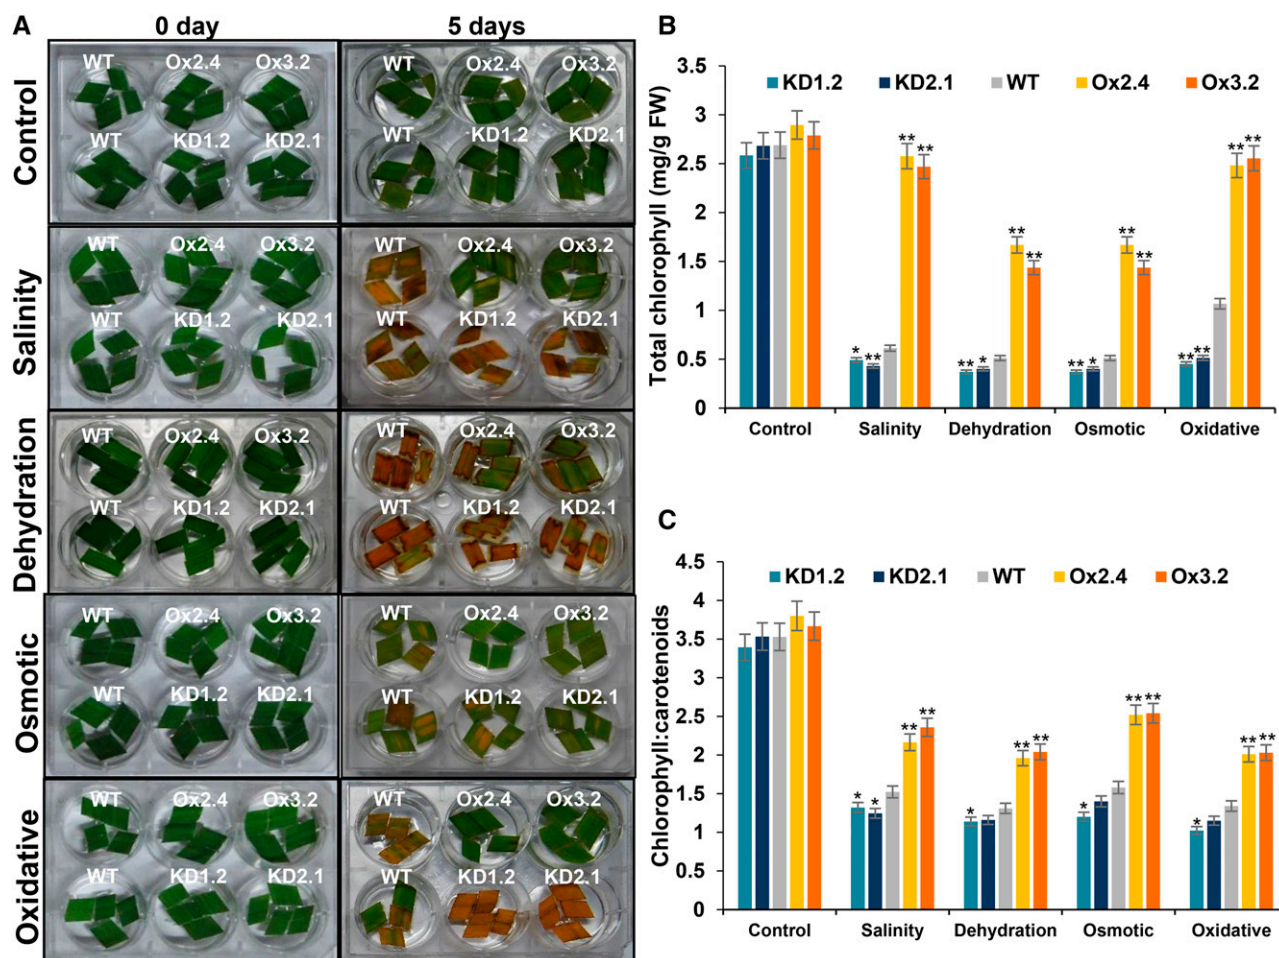 A
0 day
5 days
Control
WT Ox2.4 Ox3.2
WT KD1.2 KD2.1
WT Ox2.4 Ox3.2
WT KD1.2 KD2.1
Salinity
WT Ox2.4 Ox3.2
WT KD1.2 KD2.1
WT Ox2.4 Ox3.2
WT KD1.2 KD2.1
Dehydration
WT Ox2.4 Ox3.2
WT KD1.2 KD2.1
WT Ox2.4 Ox3.2
WT KD1.2 KD2.1
Osmotic
WT Ox2.4 Ox3.2
WT KD1.2 KD2.1
WT Ox2.4 Ox3.2
WT KD1.2 KD2.1
Oxidative
WT Ox2.4 Ox3.2
WT KD1.2 KD2.1
WT Ox2.4 Ox3.2
WT KD1.2 KD2.1
B
Total chlorophyll (mg/g FW)
KD1.2 KD2.1 WT Ox2.4 Ox3.2
3.5
3
2.5
2
1.5
1
0.5
0
* ** ** **
** * ** **
** * ** **
** ** ** **
Control Salinity Dehydration Osmotic Oxidative
C
Chlorophyll:carotenoids
KD1.2 KD2.1 WT Ox2.4 Ox3.2
4.5
4
3.5
3
2.5
2
1.5
1
0.5
0
* * ** **
* ** **
* ** **
* ** **
Control Salinity Dehydration Osmotic Oxidative